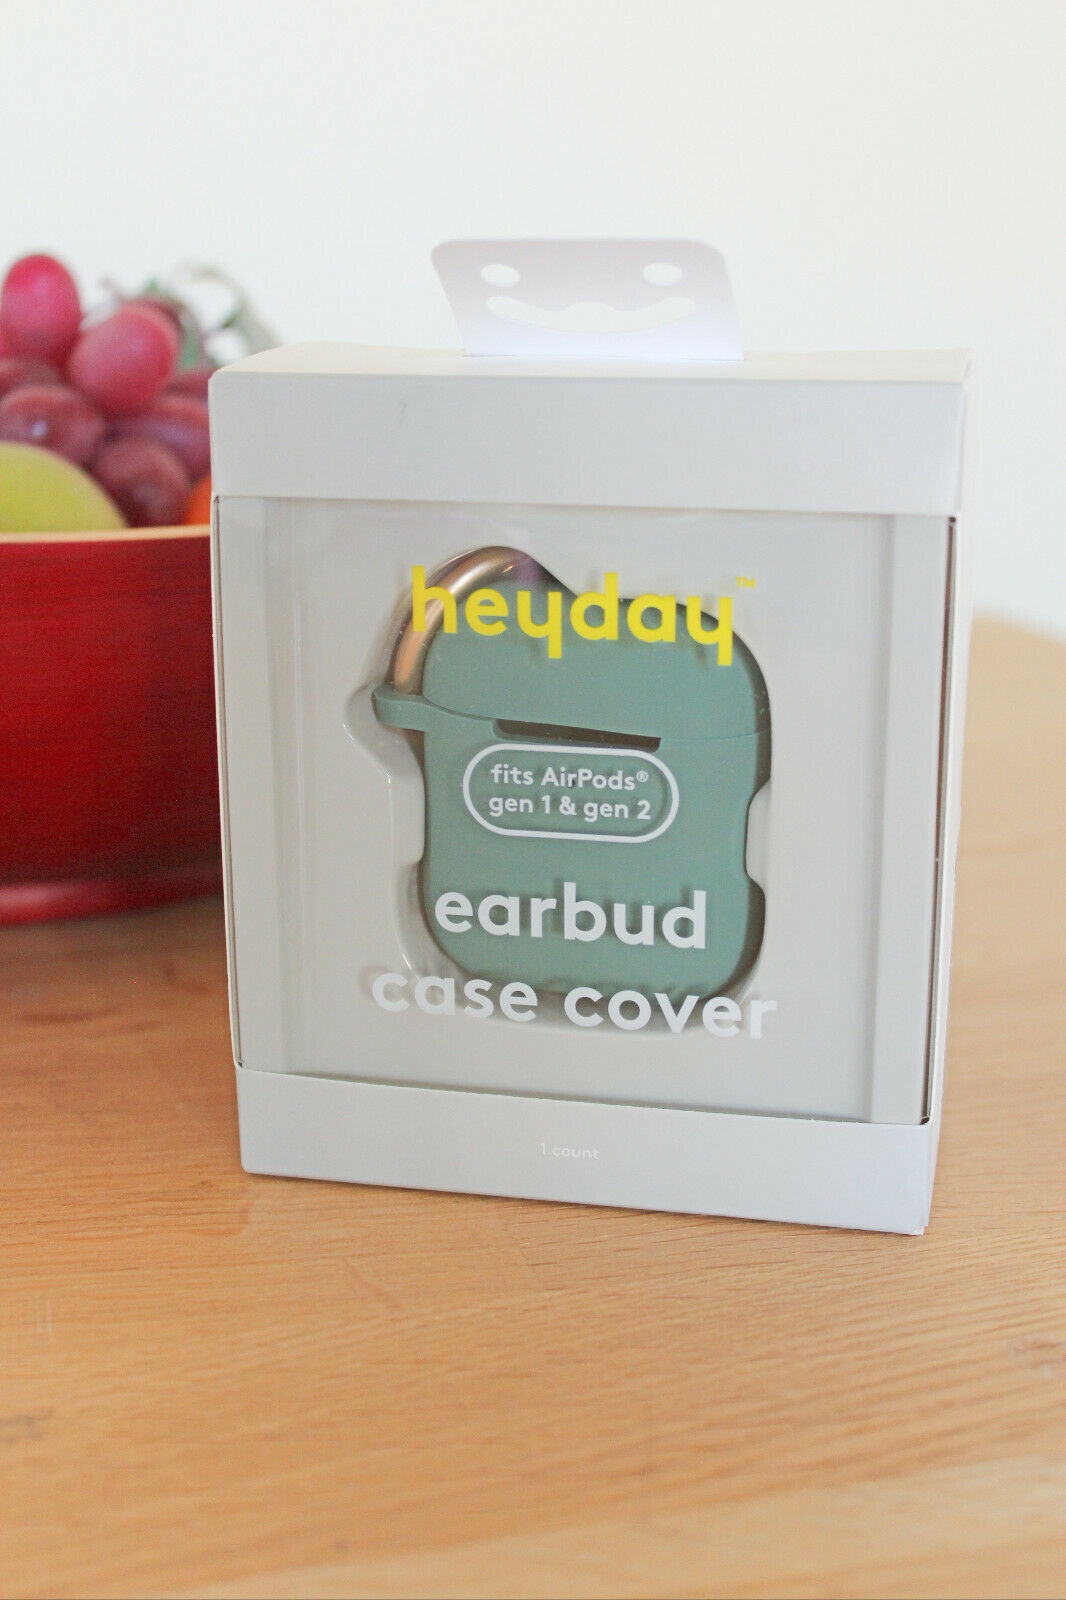 heyday™
fits AirPods®
gen 1 & gen 2
earbud
case cover
1 count